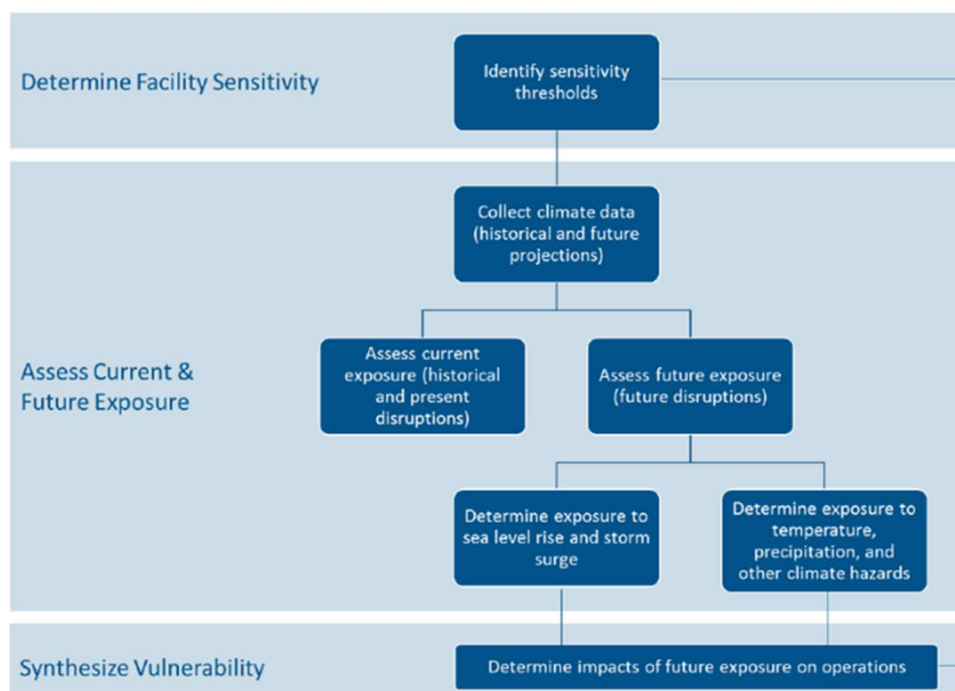 Determine Facility Sensitivity
Identify sensitivity
thresholds
Assess Current &
Future Exposure
Collect climate data
(historical and future
projections)
Assess current
exposure (historical
and present
disruptions)
Assess future exposure
(future disruptions)
Determine exposure to
sea level rise and storm
surge
Determine exposure to
temperature,
precipitation, and
other climate hazards
Synthesize Vulnerability
Determine impacts of future exposure on operations